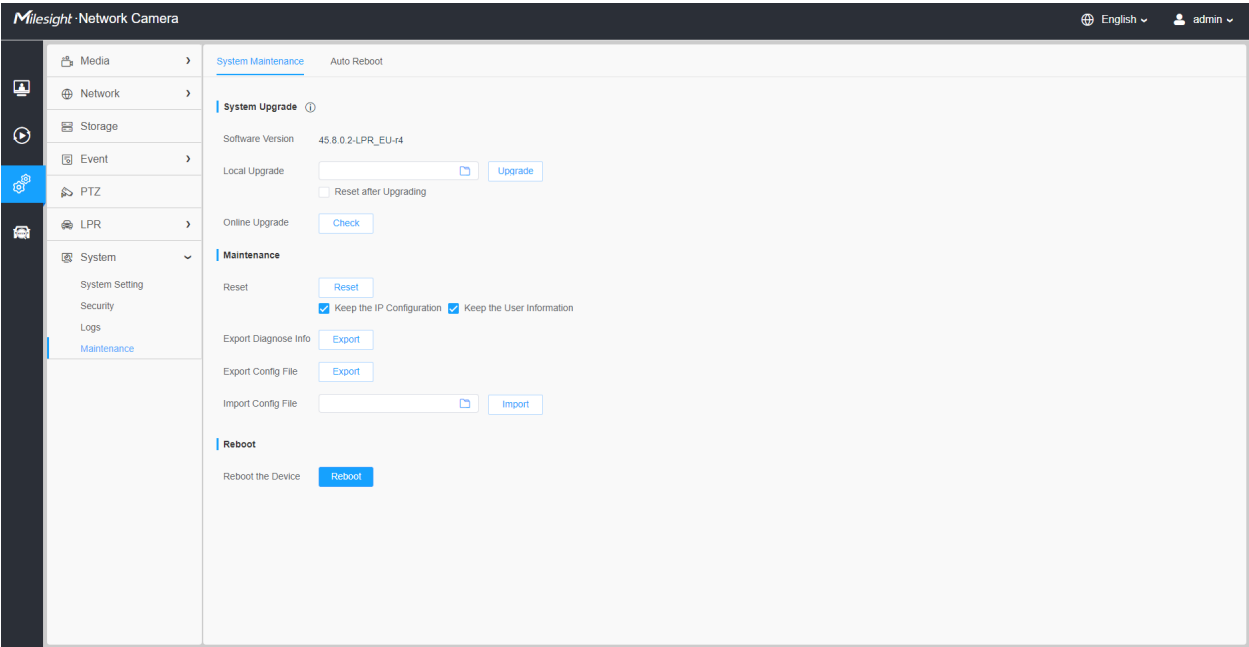 Milesight·Network Camera
English
admin
Media
Network
Storage
Event
PTZ
LPR
System
System Setting
Security
Logs
Maintenance
System Maintenance Auto Reboot
System Upgrade
Software Version 45.8.0.2-LPR_EU-r4
Local Upgrade Upgrade
Reset after Upgrading
Online Upgrade Check
Maintenance
Reset Reset
Keep the IP Configuration Keep the User Information
Export Diagnose Info Export
Export Config File Export
Import Config File Import
Reboot
Reboot the Device Reboot